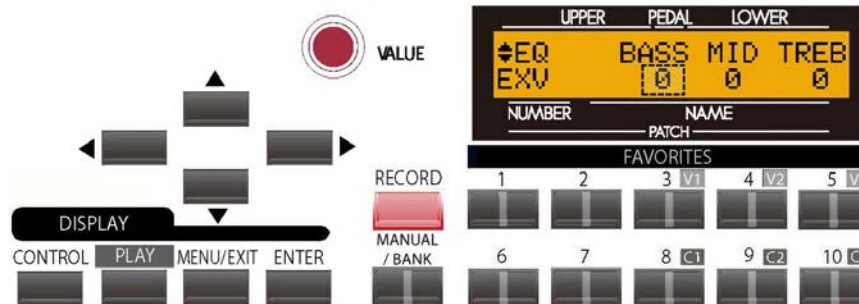 UPPER PEDAL LOWER
VALUE
EQ BASS MID TREB
EXV 0 0 0
NUMBER NAME
PATCH
FAVORITES
RECORD
1 2 3 V1 4 V2 5 V
DISPLAY
MANUAL
/ BANK
CONTROL PLAY MENU/EXIT ENTER
6 7 8 C1 9 C2 10 C